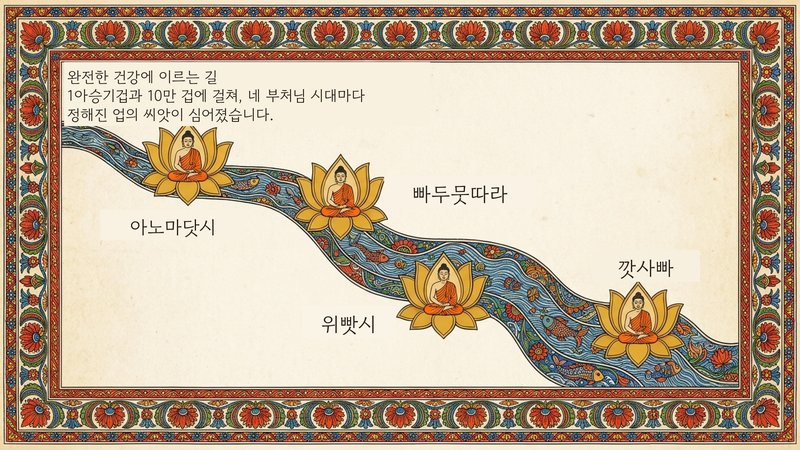 완전한 건강에 이르는 길
1아승기겁과 10만 겁에 걸쳐, 네 부처님 시대마다
정해진 업의 씨앗이 심어졌습니다.
빠두뭇따라
아노마닷시
깟사빠
위빳시